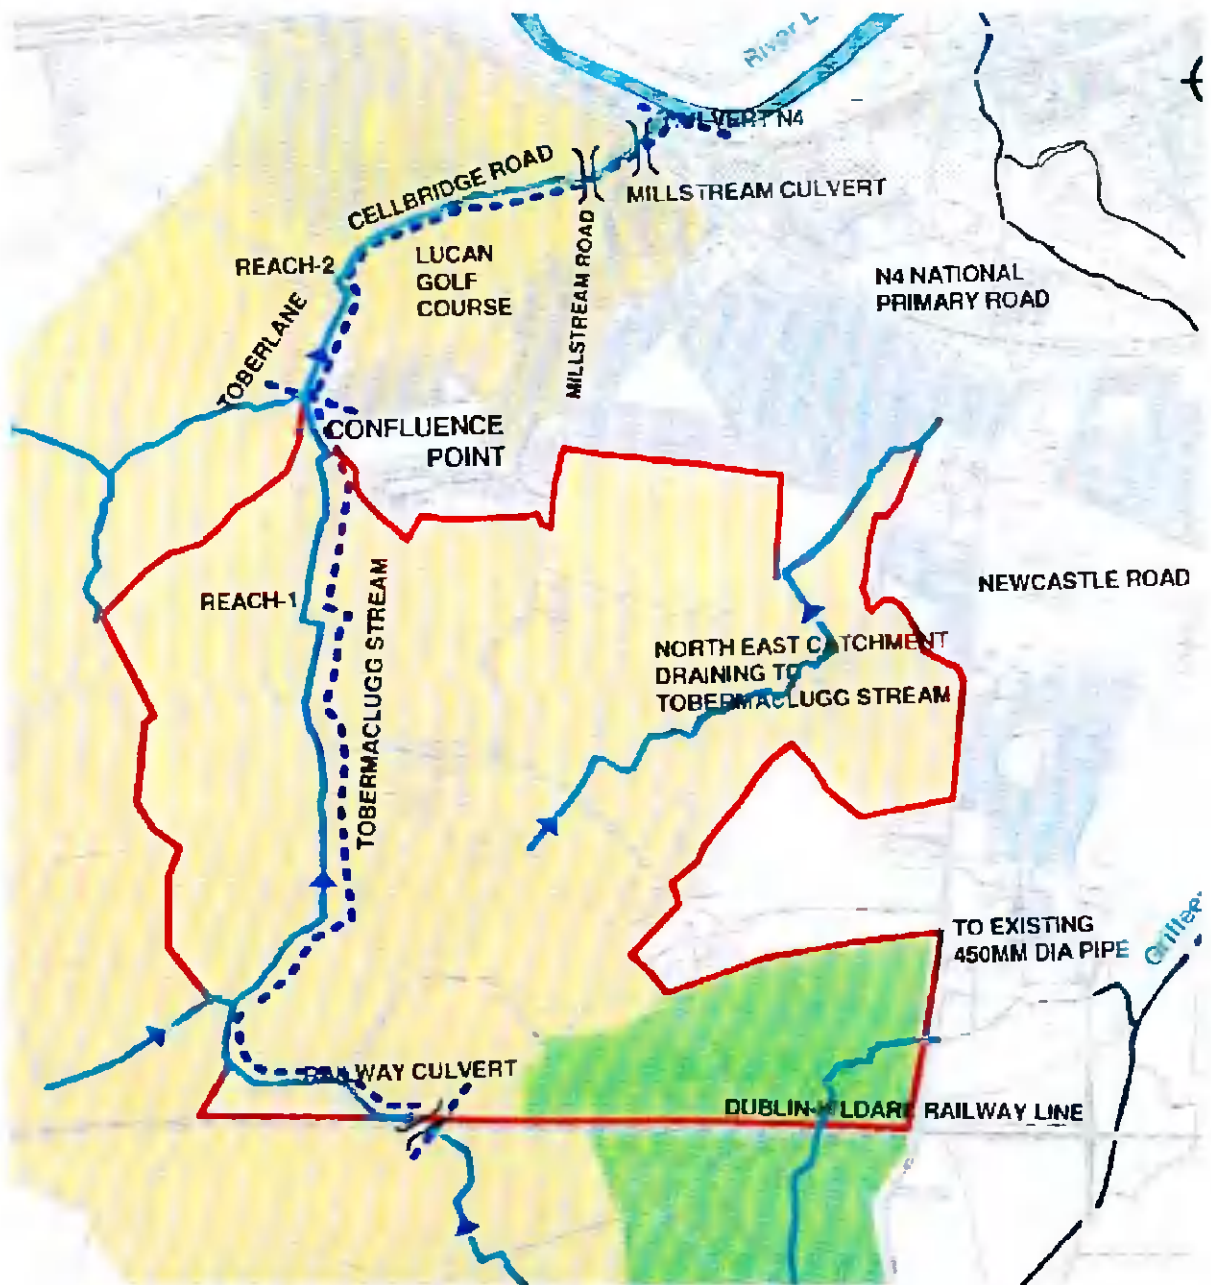 River L
CULVERT N4
CELLBRIDGE ROAD
MILLSTREAM CULVERT
REACH-2
LUCAN
GOLF
COURSE
MILLSTREAM ROAD
N4 NATIONAL
PRIMARY ROAD
TOBERLANE
CONFLUENCE
POINT
NEWCASTLE ROAD
REACH-1
TOBERMACLUGG STREAM
NORTH EAST CATCHMENT
DRAINING TO
TOBERMACLUGG STREAM
TO EXISTING
450MM DIA PIPE
Griffee
RAILWAY CULVERT
DUBLIN-KILDARE RAILWAY LINE